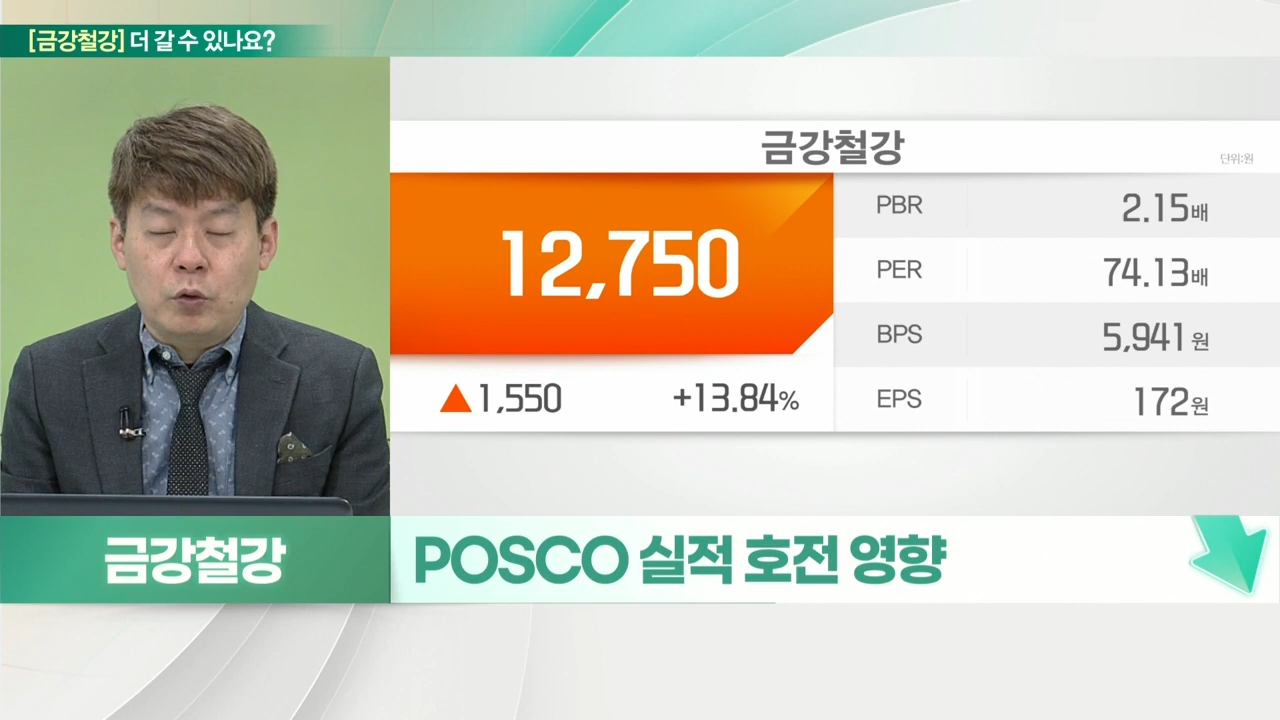 [금강철강] 더 갈 수 있나요?
금강철강
단위:원
12,750
▲1,550 +13.84%
PBR 2.15배
PER 74.13배
BPS 5,941원
EPS 172원
금강철강
POSCO 실적 호전 영향